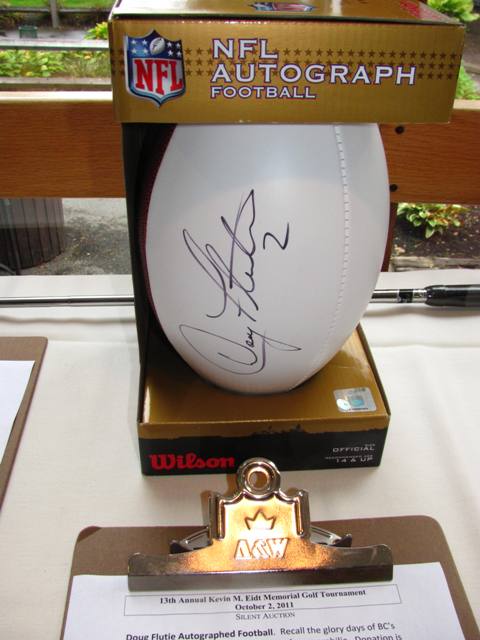 NFL
NFL
AUTOGRAPH
FOOTBALL
Doug Flutie
2
Wilson
OFFICIAL
14 & UP
13th Annual Kevin M. Eidt Memorial Golf Tournament
October 2, 2011
SILENT AUCTION
Doug Flutie Autographed Football. Recall the glory days of BC's
Donation is